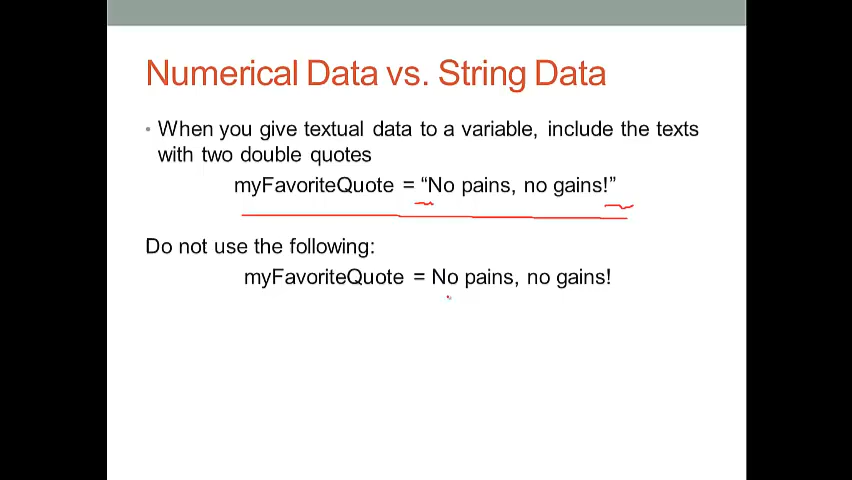 Numerical Data vs. String Data
• When you give textual data to a variable, include the texts
with two double quotes
myFavoriteQuote = “No pains, no gains!”
Do not use the following:
myFavoriteQuote = No pains, no gains!